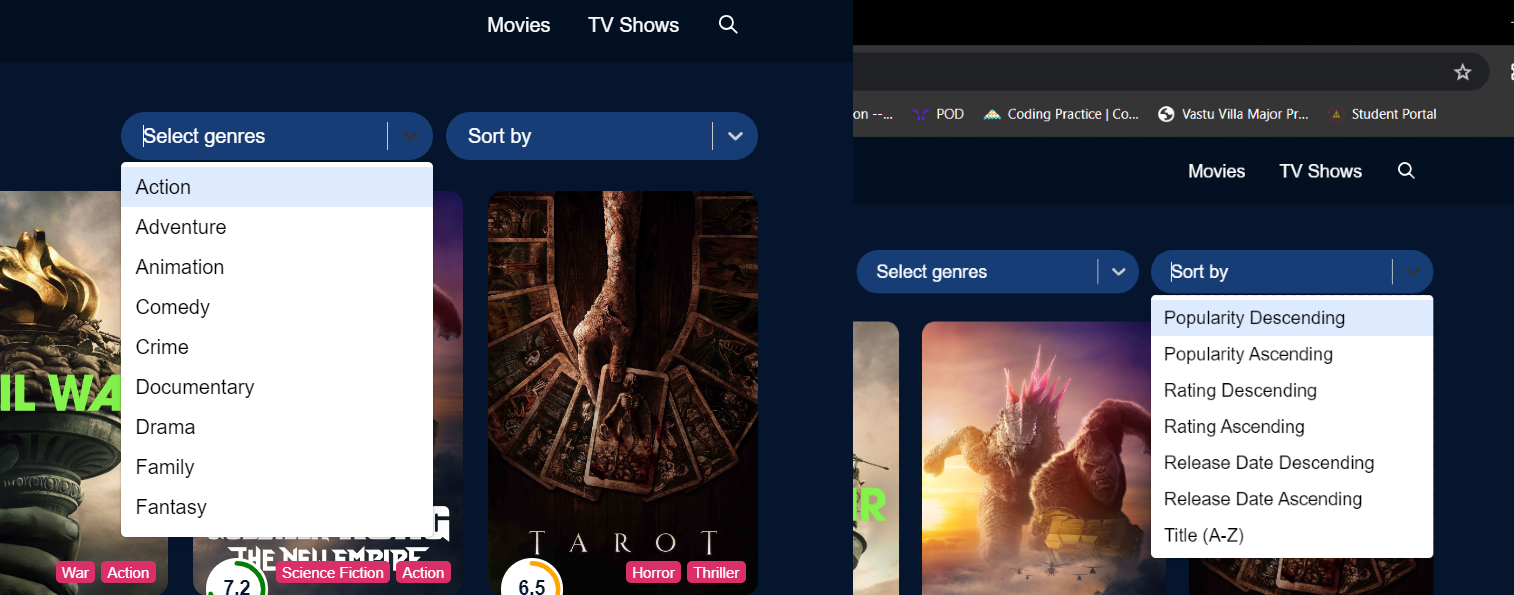 Movies TV Shows
Select genres Sort by
Action
Adventure
Animation
Comedy
Crime
Documentary
Drama
Family
Fantasy
IL WA
TAROT
THE NEW EMPIRE
War Action
7.2 Science Fiction Action
6.5 Horror Thriller
on --... POD Coding Practice | Co... Vastu Villa Major Pr... Student Portal
Movies TV Shows
Select genres Sort by
Popularity Descending
Popularity Ascending
Rating Descending
Rating Ascending
Release Date Descending
Release Date Ascending
Title (A-Z)
R